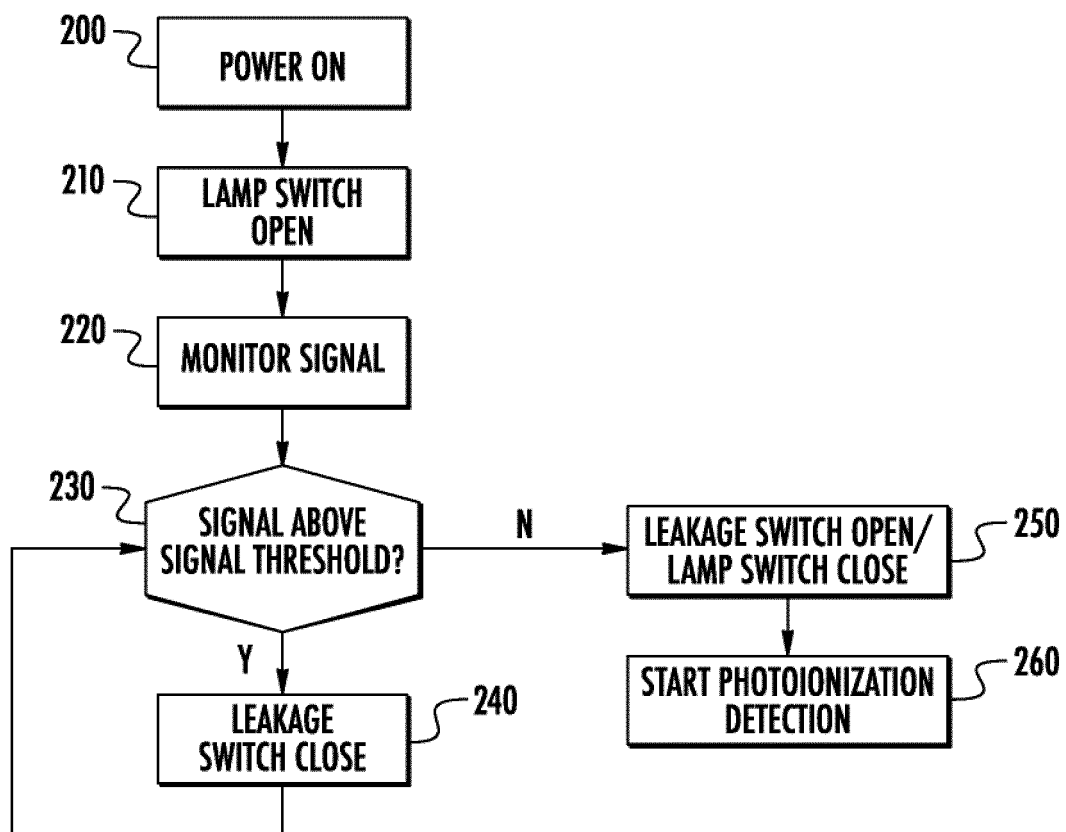 200
POWER ON
210
LAMP SWITCH
OPEN
220
MONITOR SIGNAL
230
SIGNAL ABOVE
SIGNAL THRESHOLD?
N
LEAKAGE SWITCH OPEN/
LAMP SWITCH CLOSE
250
Y
LEAKAGE
SWITCH CLOSE
240
START PHOTOIONIZATION
DETECTION
260